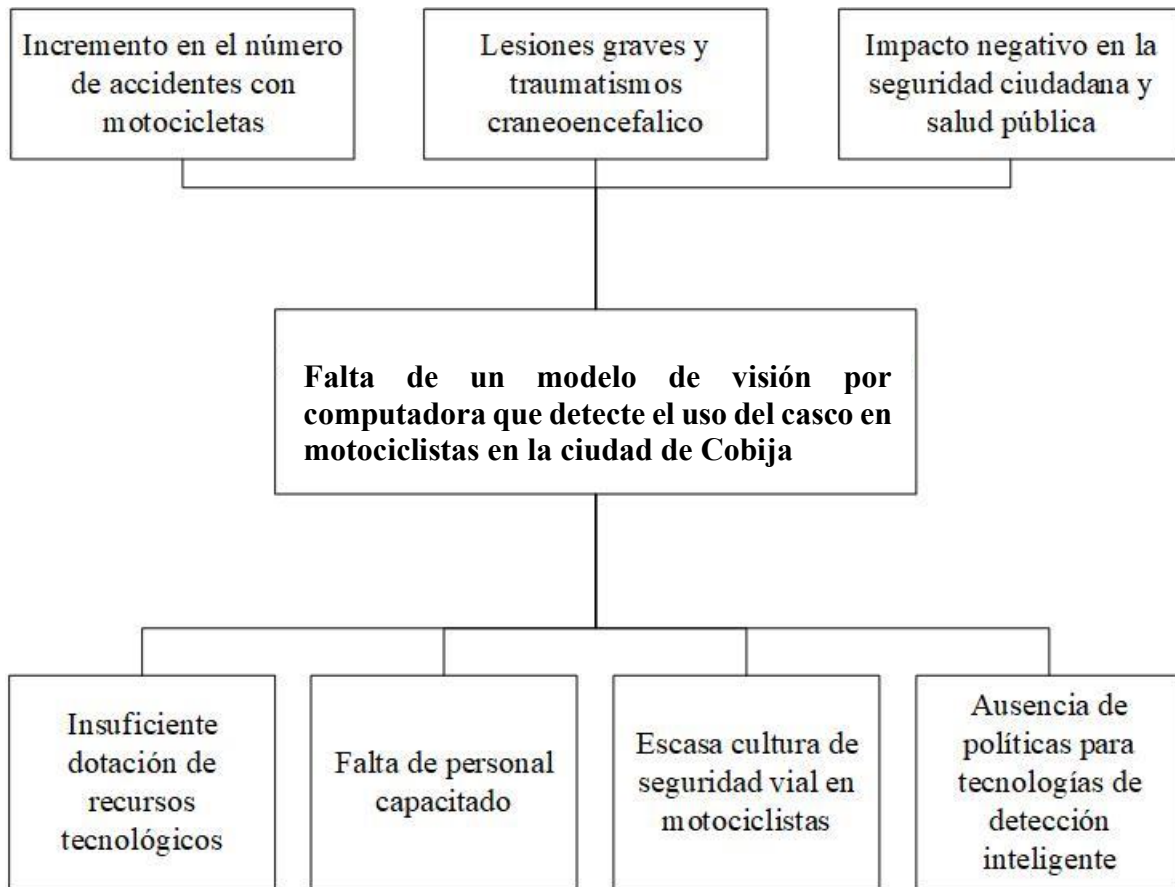 Incremento en el número
de accidentes con
motocicletas
Lesiones graves y
traumatismos
craneoencefalico
Impacto negativo en la
seguridad ciudadana y
salud pública
Falta de un modelo de visión por
computadora que detecte el uso del casco en
motociclistas en la ciudad de Cobija
Insuficiente
dotación de
recursos
tecnológicos
Falta de personal
capacitado
Escasa cultura de
seguridad vial en
motociclistas
Ausencia de
políticas para
tecnologías de
detección
inteligente